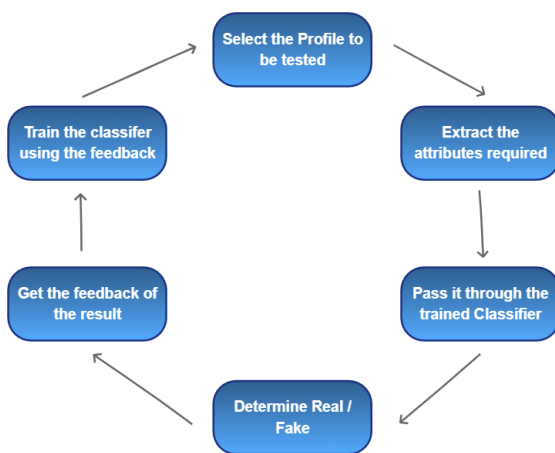 Select the Profile to
be tested
Extract the
attributes required
Pass it through the
trained Classifier
Determine Real /
Fake
Get the feedback of
the result
Train the classifer
using the feedback